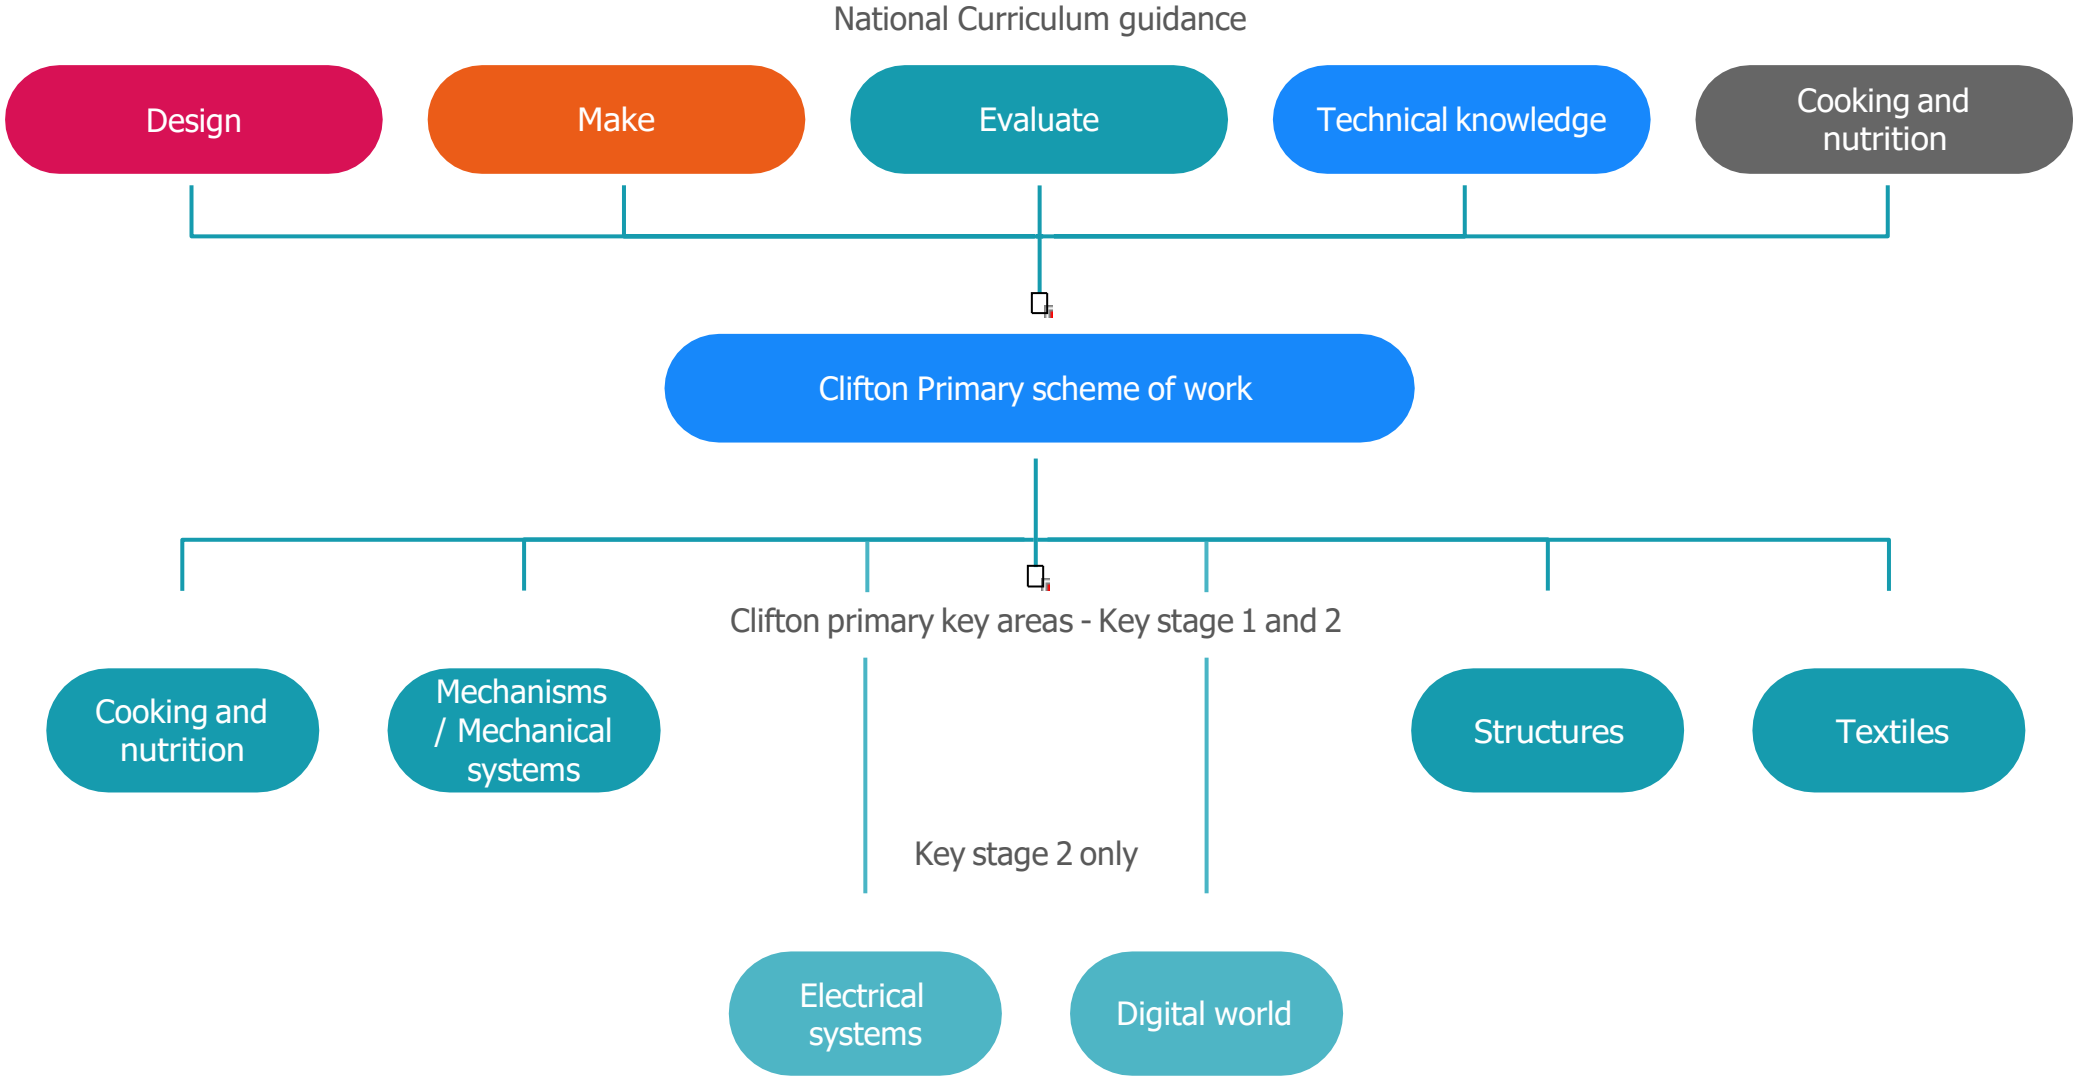 National Curriculum guidance
Design
Make
Evaluate
Technical knowledge
Cooking and
nutrition
Clifton Primary scheme of work
Clifton primary key areas - Key stage 1 and 2
Cooking and
nutrition
Mechanisms
/ Mechanical
systems
Structures
Textiles
Key stage 2 only
Electrical
systems
Digital world